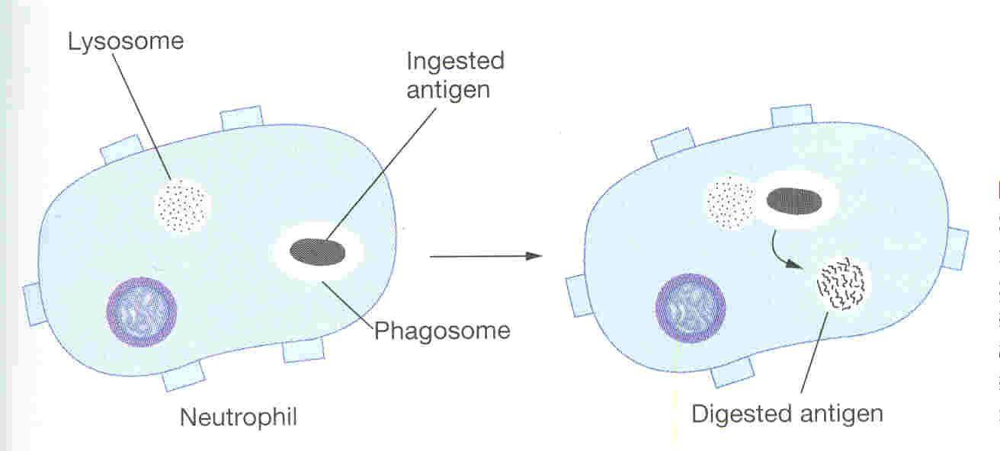 Lysosome
Ingested
antigen
Phagosome
Neutrophil
Digested antigen